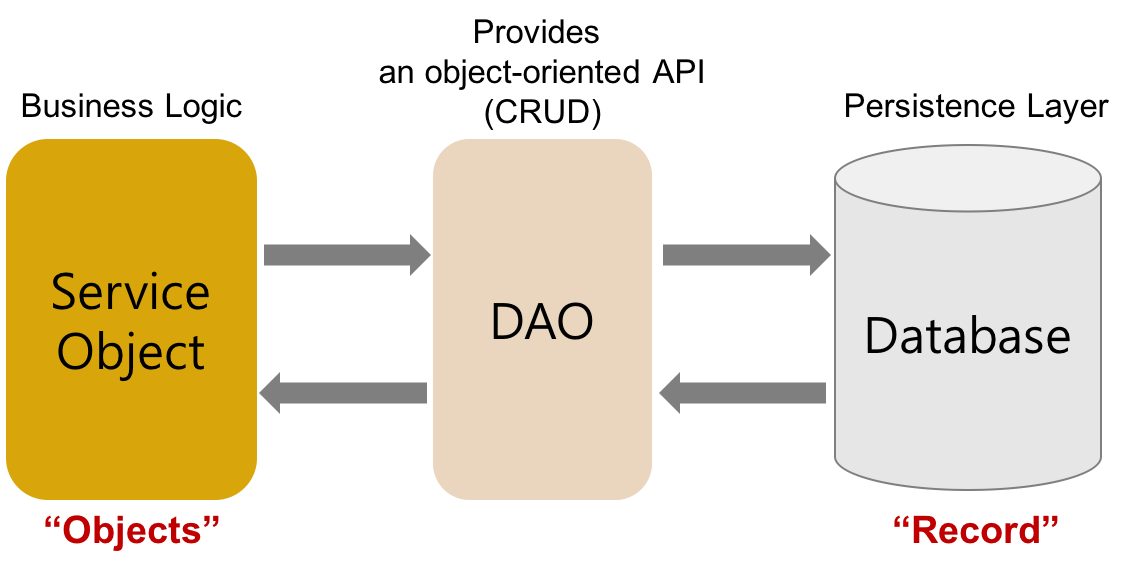 Provides
an object-oriented API
(CRUD)
Business Logic
Persistence Layer
Service
Object
DAO
Database
“Objects”
“Record”